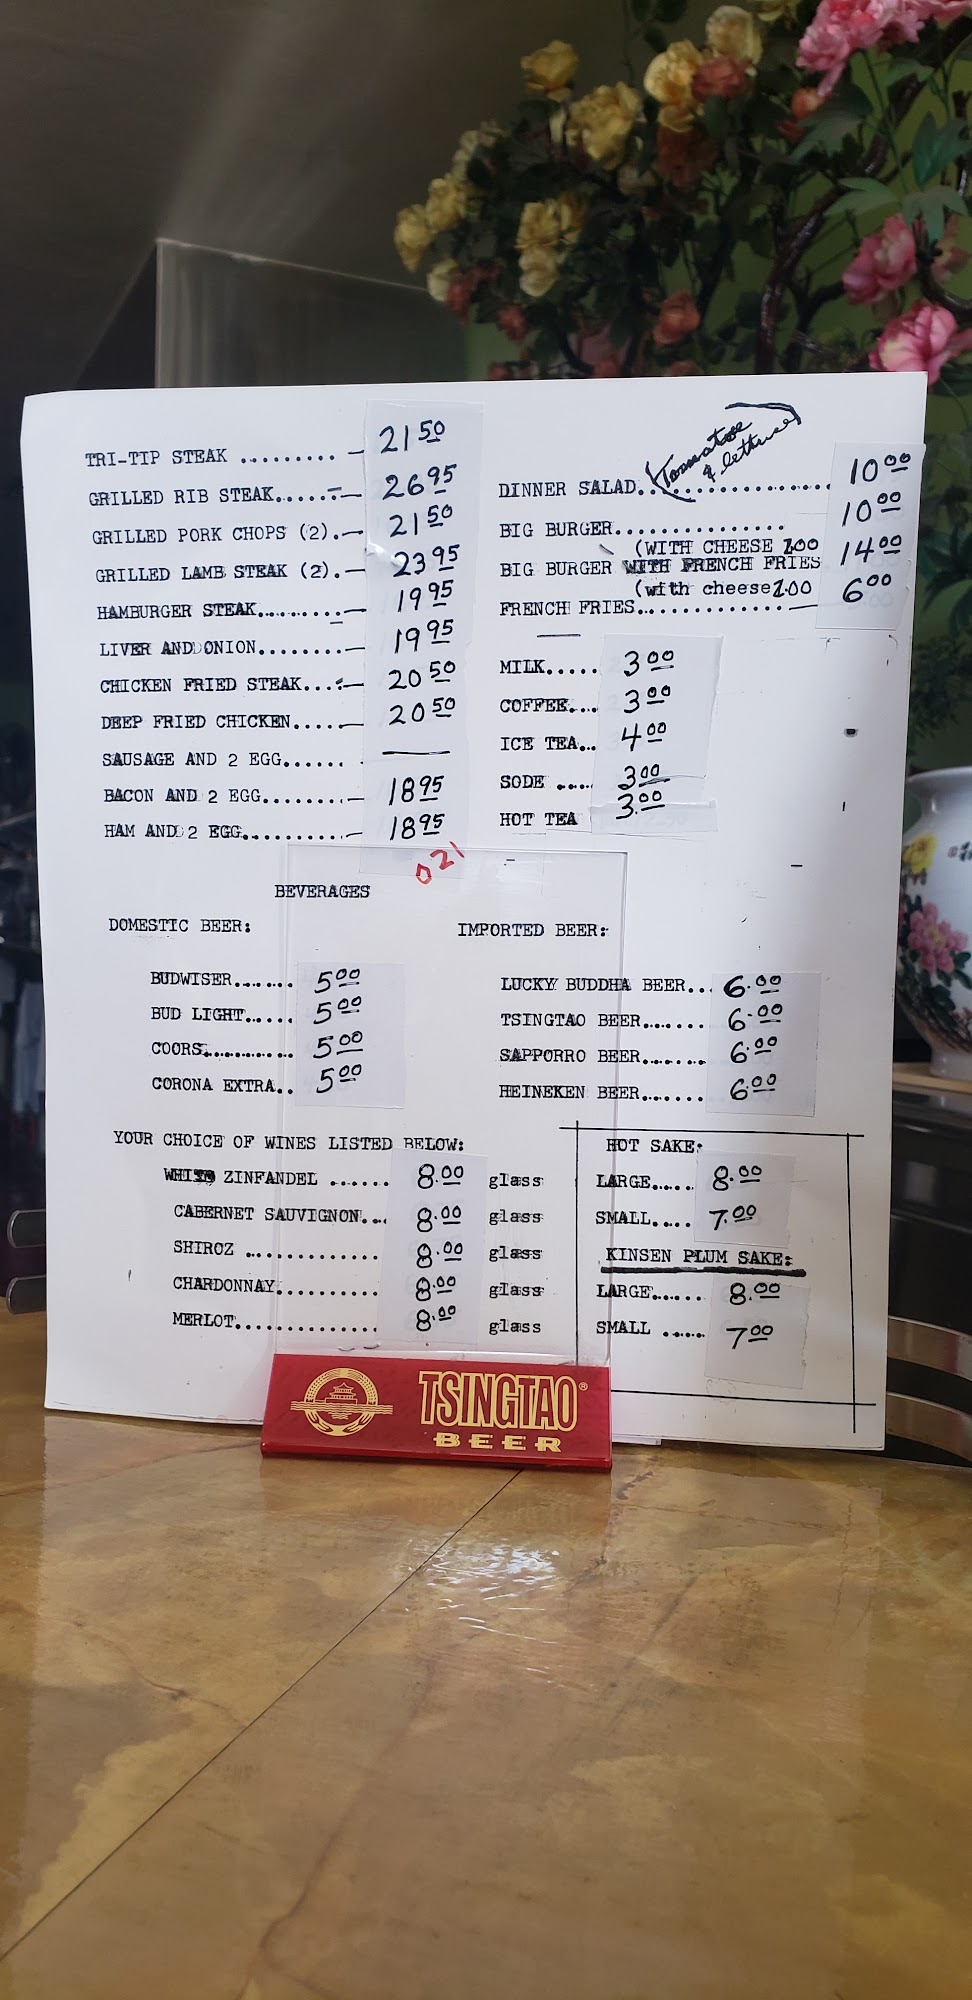 TRI-TIP STEAK ......... — 21 50
GRILLED RIB STEAK......— 26 95
GRILLED PORK CHOPS (2).— 21 50
GRILLED LAMB STEAK (2).— 23 95
HAMBURGER STEAK........— 19 95
LIVER AND ONION........— 19 95
CHICKEN FRIED STEAK....— 20 50
DEEP FRIED CHICKEN.....— 20 50
SAUSAGE AND 2 EGG...... —
BACON AND 2 EGG........— 18 95
HAM AND 2 EGG..........— 18 95
021
Tomatoe & lettuce
DINNER SALAD................... 10 00
BIG BURGER............... 10 00
(WITH CHEESE 1.00
BIG BURGER WITH FRENCH FRIES 14 00
(with cheese 1.00
FRENCH FRIES.............. 6 00
MILK..... 3 00
COFFEE... 3 00
ICE TEA.. 4 00
SODE ..... 3 00
HOT TEA 3.00
BEVERAGES
DOMESTIC BEER:
BUDWISER....... 5 00
BUD LIGHT..... 5 00
COORS........... 5 00
CORONA EXTRA.. 5 00
IMPORTED BEER:
LUCKY BUDDHA BEER... 6.00
TSINGTAO BEER....... 6.00
SAPPORRO BEER....... 6.00
HEINEKEN BEER....... 6.00
YOUR CHOICE OF WINES LISTED BELOW:
ZINFANDEL ...... 8.00 glass
CABERNET SAUVIGNON... 8.00 glass
SHIROZ ............. 8.00 glass
CHARDONNAY........... 8.00 glass
MERLOT............... 8.00 glass
HOT SAKE:
LARGE..... 8.00
SMALL..... 7.00
KINSEN PLUM SAKE:
LARGE...... 8.00
SMALL ..... 7 00
TSINGTAO®
BEER